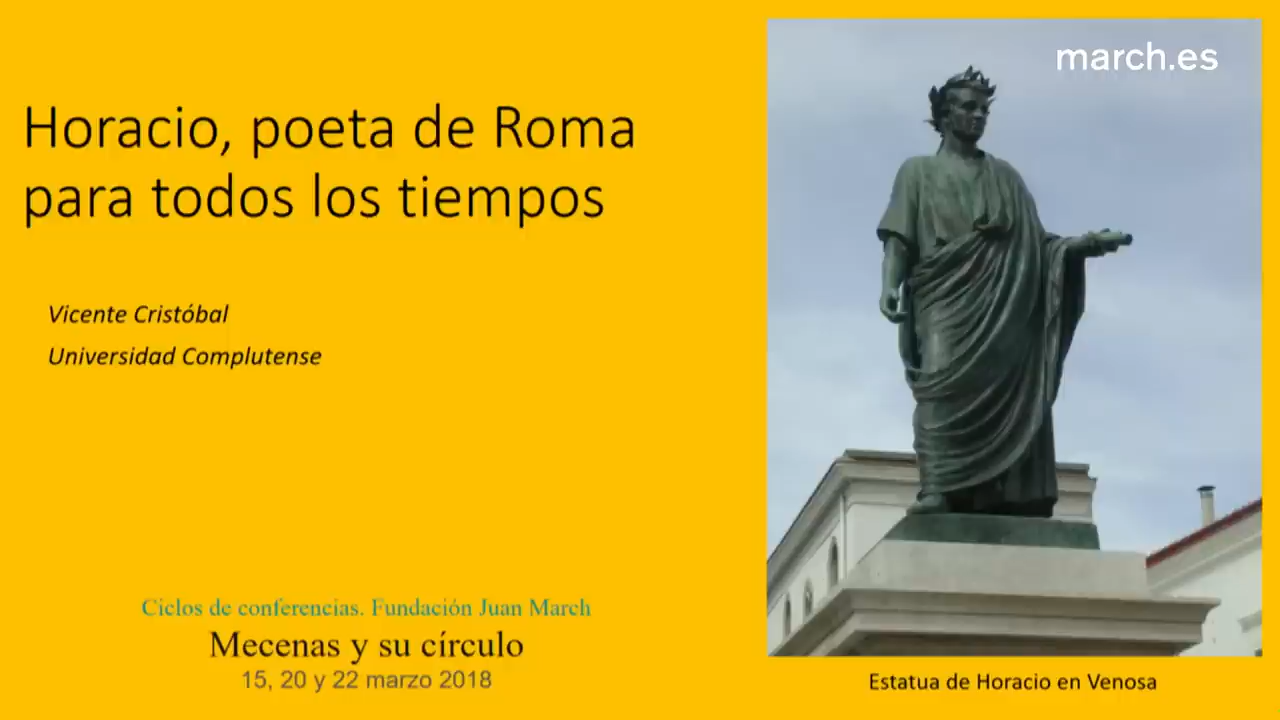 march.es
Horacio, poeta de Roma
para todos los tiempos
Vicente Cristóbal
Universidad Complutense
Ciclos de conferencias. Fundación Juan March
Mecenas y su círculo
15, 20 y 22 marzo 2018
Estatua de Horacio en Venosa